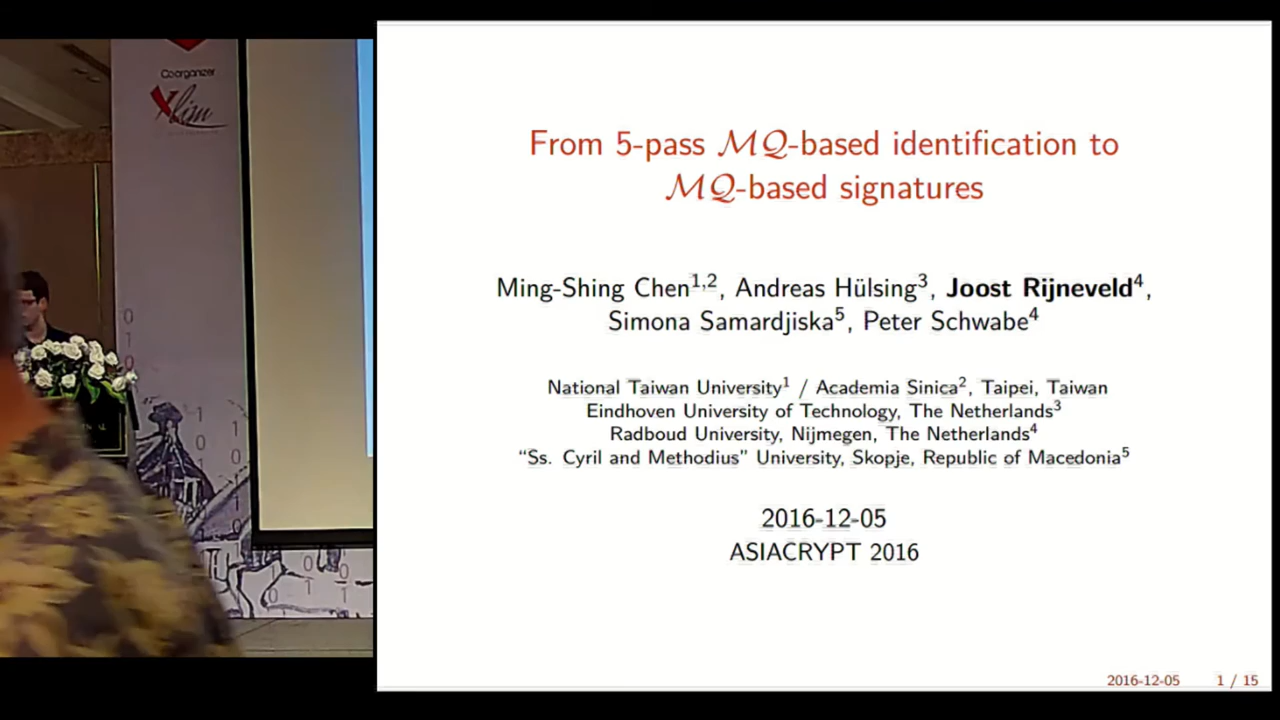 Coorganizer
Xlim
From 5-pass MQ-based identification to
MQ-based signatures
Ming-Shing Chen1,2, Andreas Hülsing3, Joost Rijneveld4,
Simona Samardjiska5, Peter Schwabe4
National Taiwan University1 / Academia Sinica2, Taipei, Taiwan
Eindhoven University of Technology, The Netherlands3
Radboud University, Nijmegen, The Netherlands4
“Ss. Cyril and Methodius” University, Skopje, Republic of Macedonia5
2016-12-05
ASIACRYPT 2016
2016-12-05 1 / 15